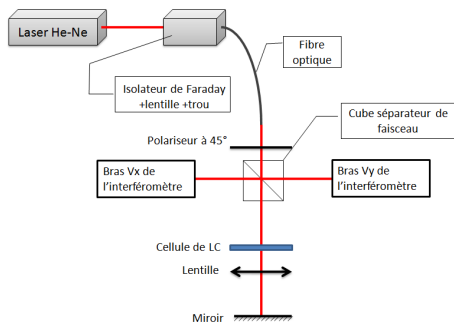 Laser He-Ne
Fibre
optique
Isolateur de Faraday
+lentille +trou
Cube séparateur de
faisceau
Polariseur à 45°
Bras Vx de
l'interféromètre
Bras Vy de
l'interféromètre
Cellule de LC
Lentille
Miroir